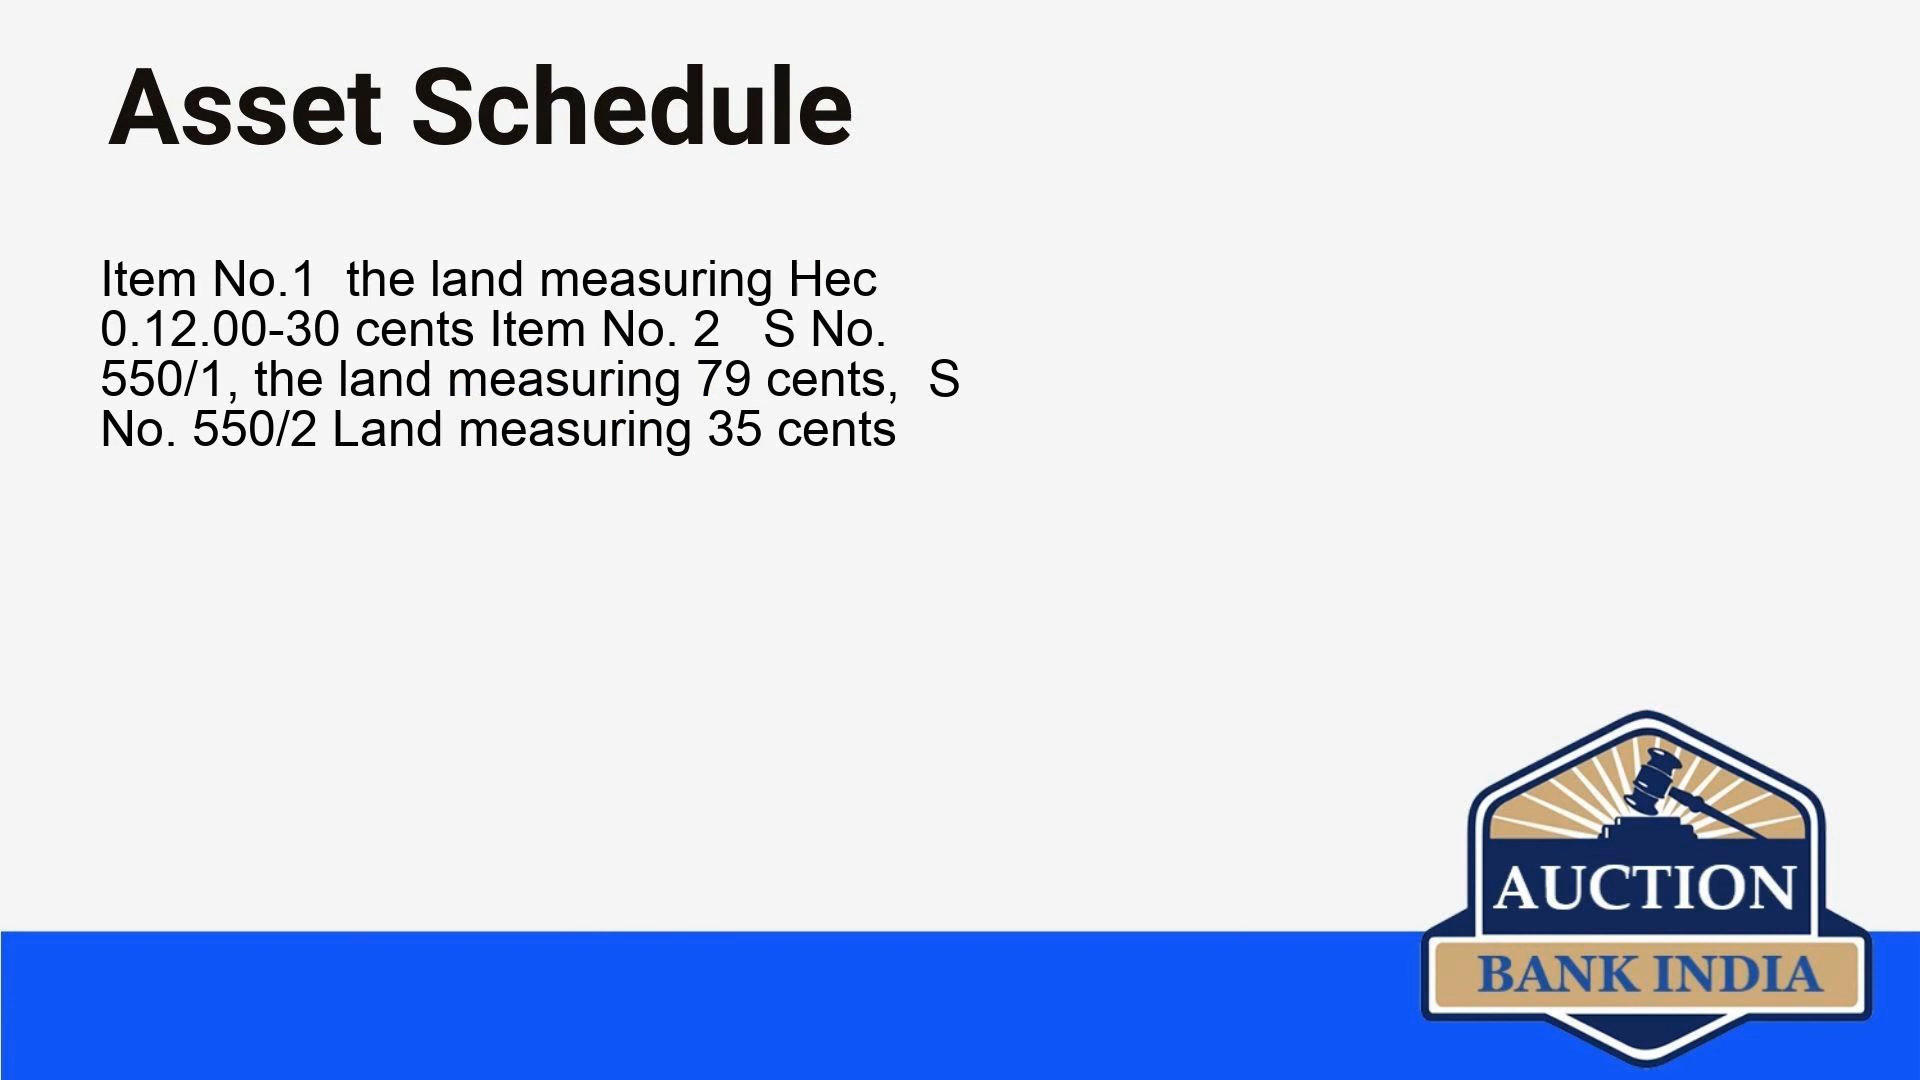 Asset Schedule
Item No.1  the land measuring Hec
0.12.00-30 cents Item No. 2   S No.
550/1, the land measuring 79 cents,  S
No. 550/2 Land measuring 35 cents
AUCTION
BANK INDIA